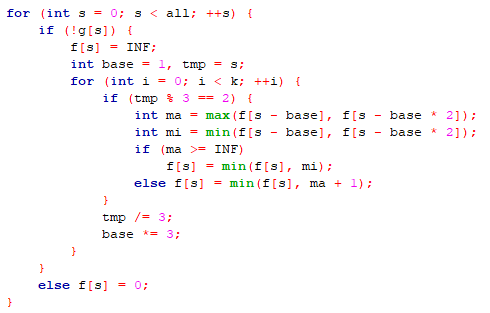 for (int s = 0; s < all; ++s) {
    if (!g[s]) {
        f[s] = INF;
        int base = 1, tmp = s;
        for (int i = 0; i < k; ++i) {
            if (tmp % 3 == 2) {
                int ma = max(f[s - base], f[s - base * 2]);
                int mi = min(f[s - base], f[s - base * 2]);
                if (ma >= INF)
                    f[s] = min(f[s], mi);
                else f[s] = min(f[s], ma + 1);
            }
            tmp /= 3;
            base *= 3;
        }
    }
    else f[s] = 0;
}